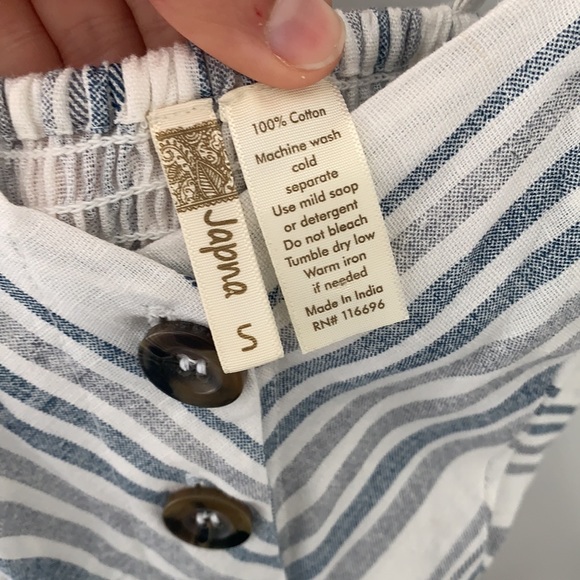 Japna
S
100% Cotton
Machine wash
cold
separate
Use mild saop
or detergent
Do not bleach
Tumble dry low
Warm iron
if needed
Made In India
RN# 116696